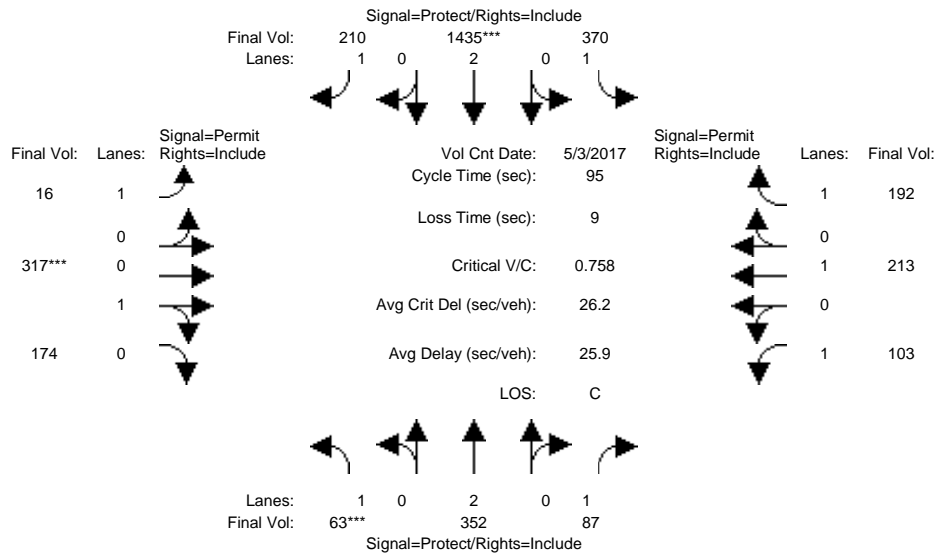 Signal=Protect/Rights=Include
Final Vol: 210 1435*** 370
Lanes: 1 0 2 0 1
Signal=Permit
Final Vol: Lanes: Rights=Include
Vol Cnt Date: 5/3/2017
Signal=Permit
Rights=Include Lanes: Final Vol:
Cycle Time (sec): 95
16 1
1 192
Loss Time (sec): 9
0
0
317*** 0
Critical V/C: 0.758
1 213
1
Avg Crit Del (sec/veh): 26.2
0
174 0
Avg Delay (sec/veh): 25.9
1 103
LOS: C
Lanes: 1 0 2 0 1
Final Vol: 63*** 352 87
Signal=Protect/Rights=Include